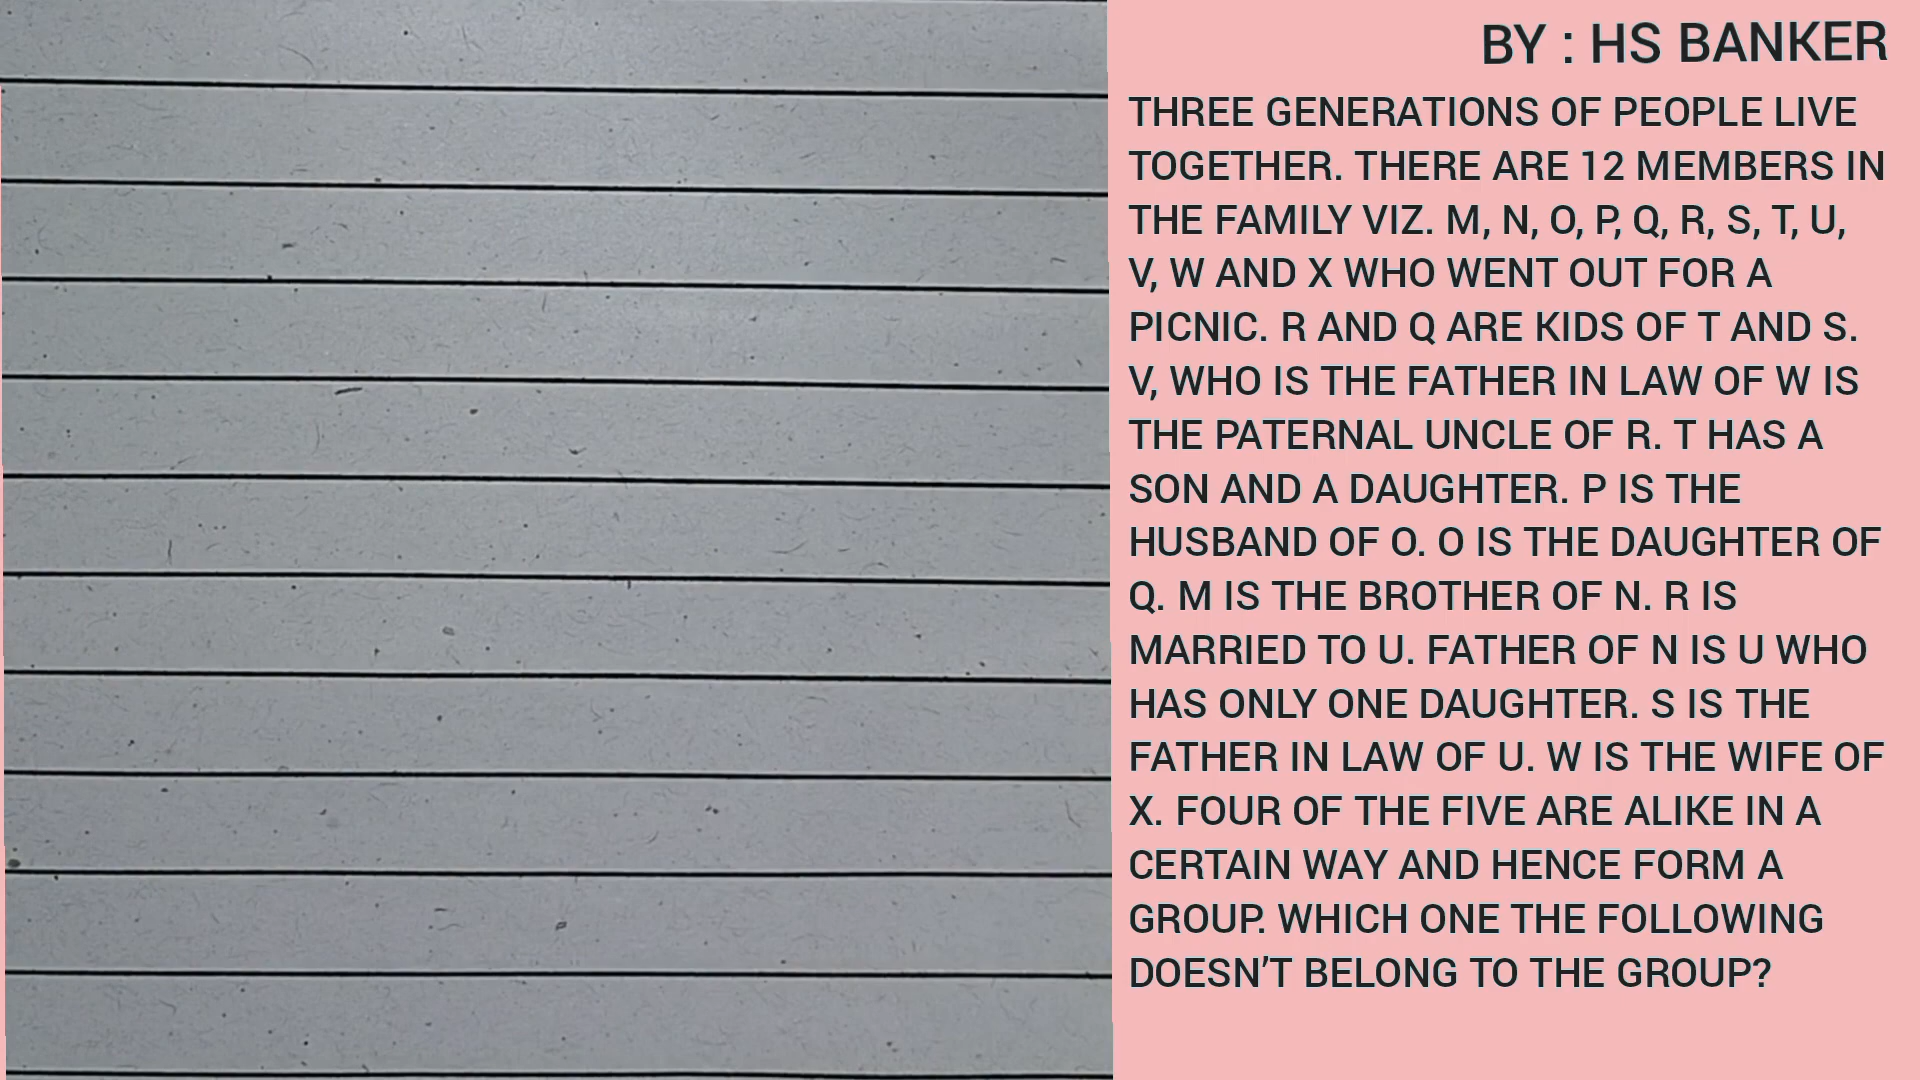 BY : HS BANKER
THREE GENERATIONS OF PEOPLE LIVE
TOGETHER. THERE ARE 12 MEMBERS IN
THE FAMILY VIZ. M, N, O, P, Q, R, S, T, U,
V, W AND X WHO WENT OUT FOR A
PICNIC. R AND Q ARE KIDS OF T AND S.
V, WHO IS THE FATHER IN LAW OF W IS
THE PATERNAL UNCLE OF R. T HAS A
SON AND A DAUGHTER. P IS THE
HUSBAND OF O. O IS THE DAUGHTER OF
Q. M IS THE BROTHER OF N. R IS
MARRIED TO U. FATHER OF N IS U WHO
HAS ONLY ONE DAUGHTER. S IS THE
FATHER IN LAW OF U. W IS THE WIFE OF
X. FOUR OF THE FIVE ARE ALIKE IN A
CERTAIN WAY AND HENCE FORM A
GROUP. WHICH ONE THE FOLLOWING
DOESN'T BELONG TO THE GROUP?